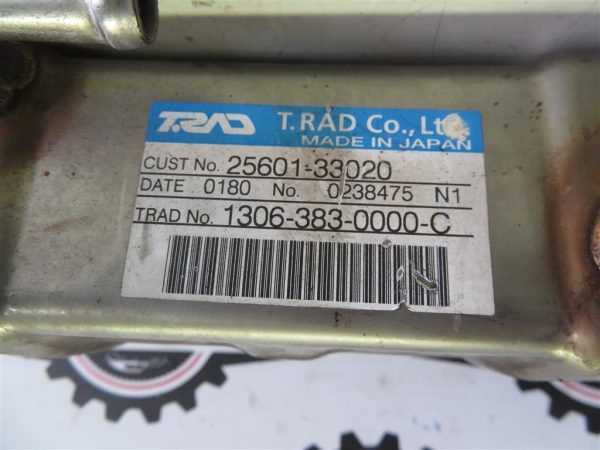 T.RAD T.RAD Co., Lt
MADE IN JAPAN
CUST No. 25601-33020
DATE 0180 No. 0238475 N1
TRAD No. 1306-383-0000-C